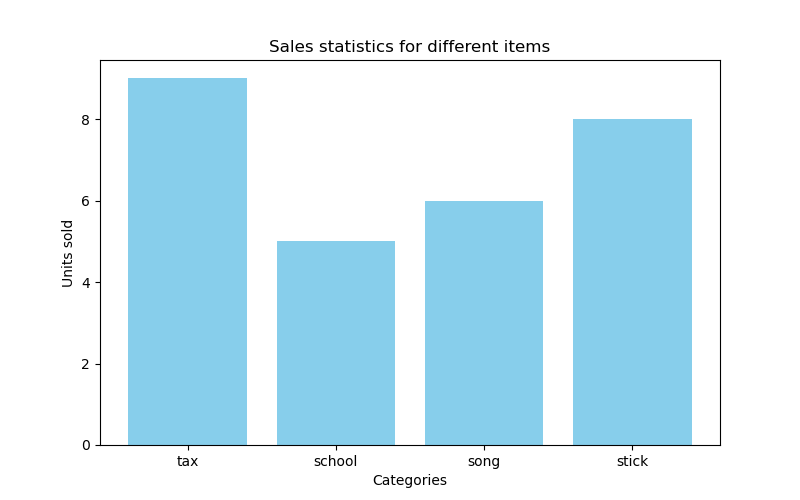 Sales statistics for different items
Units sold
8
6
4
2
0
tax school song stick
Categories